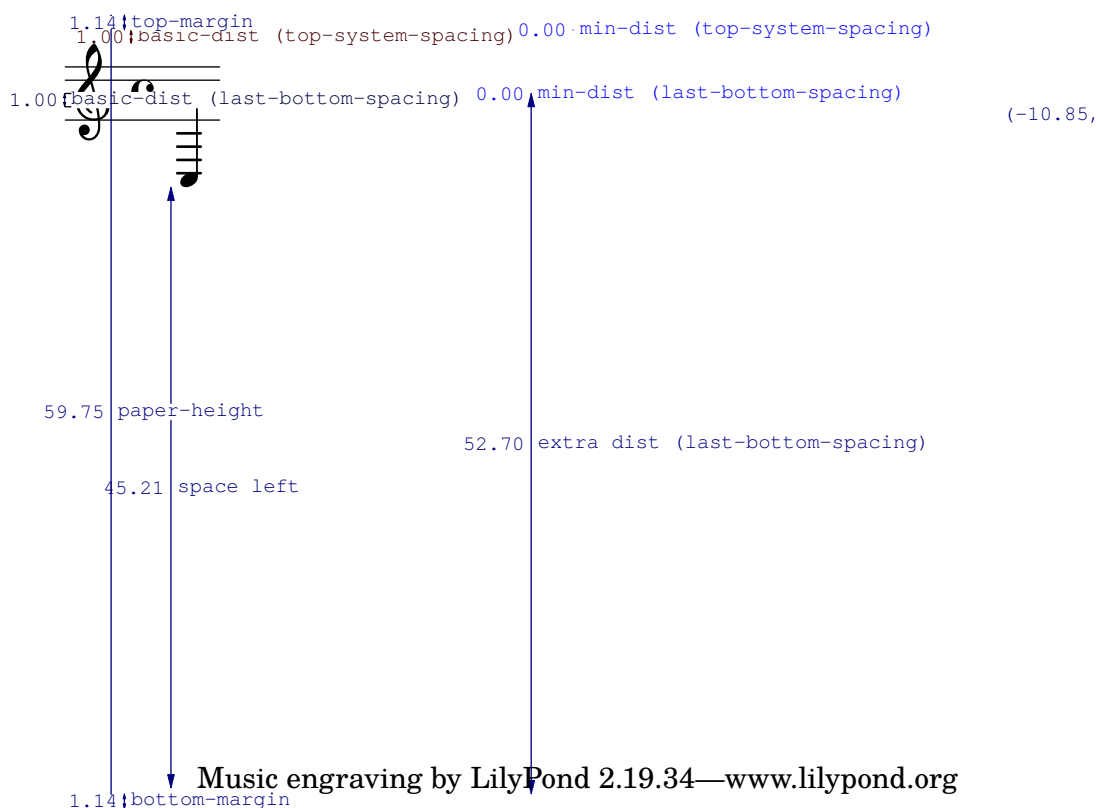 1.14 top-margin
0.00 min-dist (top-system-spacing)
1.00 basic-dist (top-system-spacing)
0.00 min-dist (last-bottom-spacing)
1.00 basic-dist (last-bottom-spacing)
(-10.85,
59.75 paper-height
52.70 extra dist (last-bottom-spacing)
45.21 space left
Music engraving by LilyPond 2.19.34—www.lilypond.org
1.14 bottom-margin